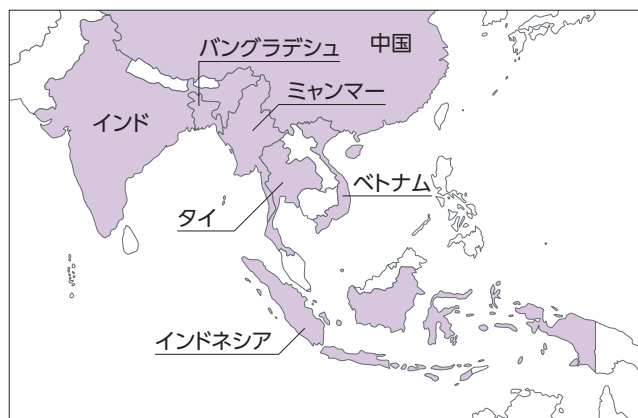 バングラデシュ
中国
ミャンマー
インド
ベトナム
タイ
インドネシア